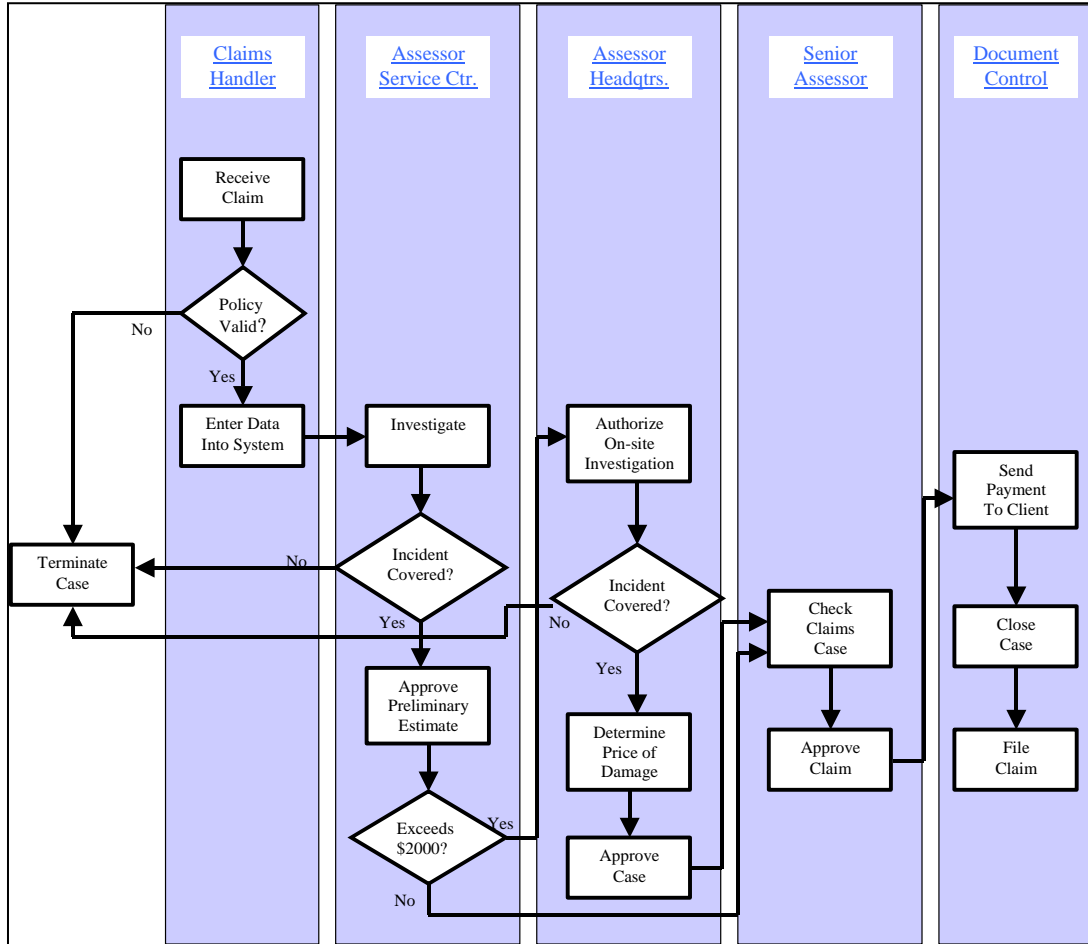 Claims
Handler
Assessor
Service Ctr.
Assessor
Headqtrs.
Senior
Assessor
Document
Control
Receive
Claim
Policy
Valid?
No
Yes
Enter Data
Into System
Investigate
Authorize
On-site
Investigation
Send
Payment
To Client
Terminate
Case
No
Incident
Covered?
Yes
Incident
Covered?
No
Yes
Check
Claims
Case
Close
Case
Approve
Preliminary
Estimate
Determine
Price of
Damage
Approve
Claim
File
Claim
Exceeds
$2000?
Yes
No
Approve
Case